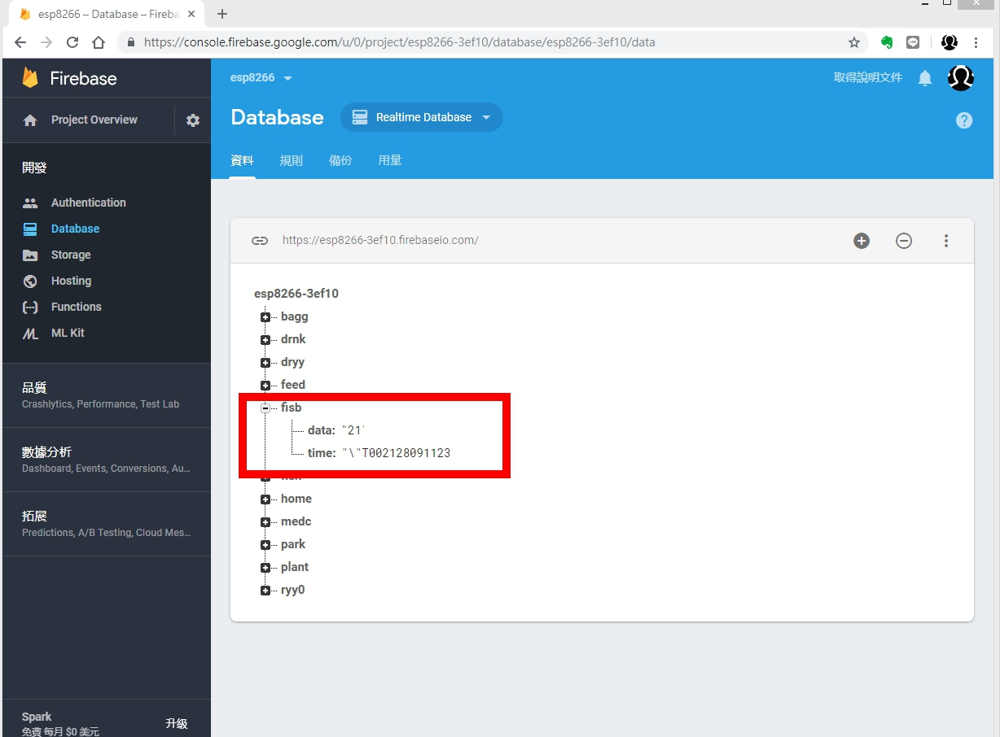 esp8266 – Database – Fireba
https://console.firebase.google.com/u/0/project/esp8266-3ef10/database/esp8266-3ef10/data
Firebase
esp8266
取得說明文件
Project Overview
Database
Realtime Database
資料 規則 備份 用量
開發
Authentication
Database
Storage
Hosting
Functions
ML Kit
品質
Crashlytics, Performance, Test Lab
數據分析
Dashboard, Events, Conversions, Au...
拓展
Predictions, A/B Testing, Cloud Mes...
Spark
免費 每月 $0 美元
升級
https://esp8266-3ef10.firebaseio.com/
esp8266-3ef10
bagg
drnk
dryy
feed
fisb
data: "21'
time: "\"T002128091123
home
medc
park
plant
ryy0